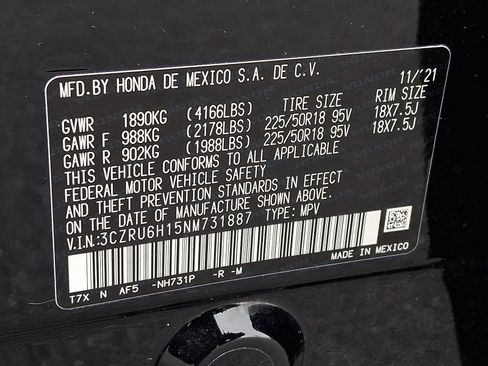 MFD.BY HONDA DE MEXICO S.A. DE C.V. 11/'21
GVWR 1890KG (4166LBS) TIRE SIZE RIM SIZE
GAWR F 988KG (2178LBS) 225/50R18 95V 18X7.5J
GAWR R 902KG (1988LBS) 225/50R18 95V 18X7.5J
THIS VEHICLE CONFORMS TO ALL APPLICABLE
FEDERAL MOTOR VEHICLE SAFETY
AND THEFT PREVENTION STANDARDS IN EFFECT
ON THE DATE OF MANUFACTURE SHOWN ABOVE.
V.I.N:3CZRU6H15NM731887 TYPE: MPV
T7X N AF5 -NH731P -R -M MADE IN MEXICO